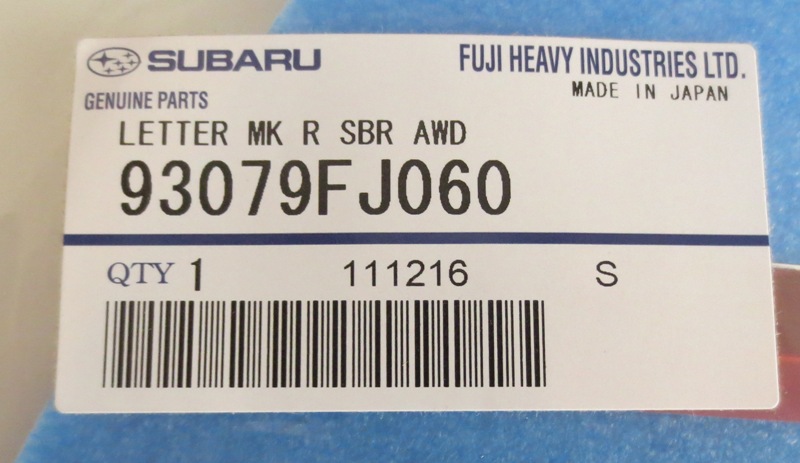 SUBARU
FUJI HEAVY INDUSTRIES LTD.
GENUINE PARTS
MADE IN JAPAN
LETTER MK R SBR AWD
93079FJ060
QTY 1 111216 S